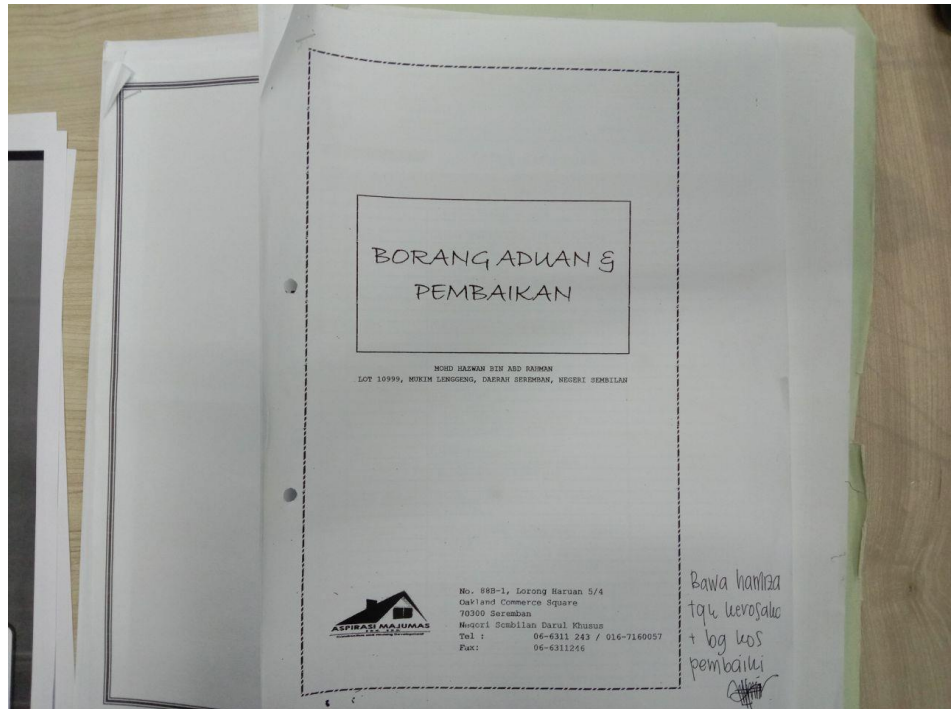 BORANG ADUAN &
PEMBAIKAN
MOHD HAZWAN BIN ABD RAHMAN
LOT 10999, MUKIM LENGGENG, DAERAH SEREMBAN, NEGERI SEMBILAN
ASPIRASI MAJUMAS
No. 88B-1, Lorong Haruan 5/4
Oakland Commerce Square
70300 Seremban
Negeri Sembilan Darul Khusus
Tel : 06-6311 243 / 016-7160057
Fax: 06-6311246
Bawa hamiza
tgk
+ bg kos
pembaiki